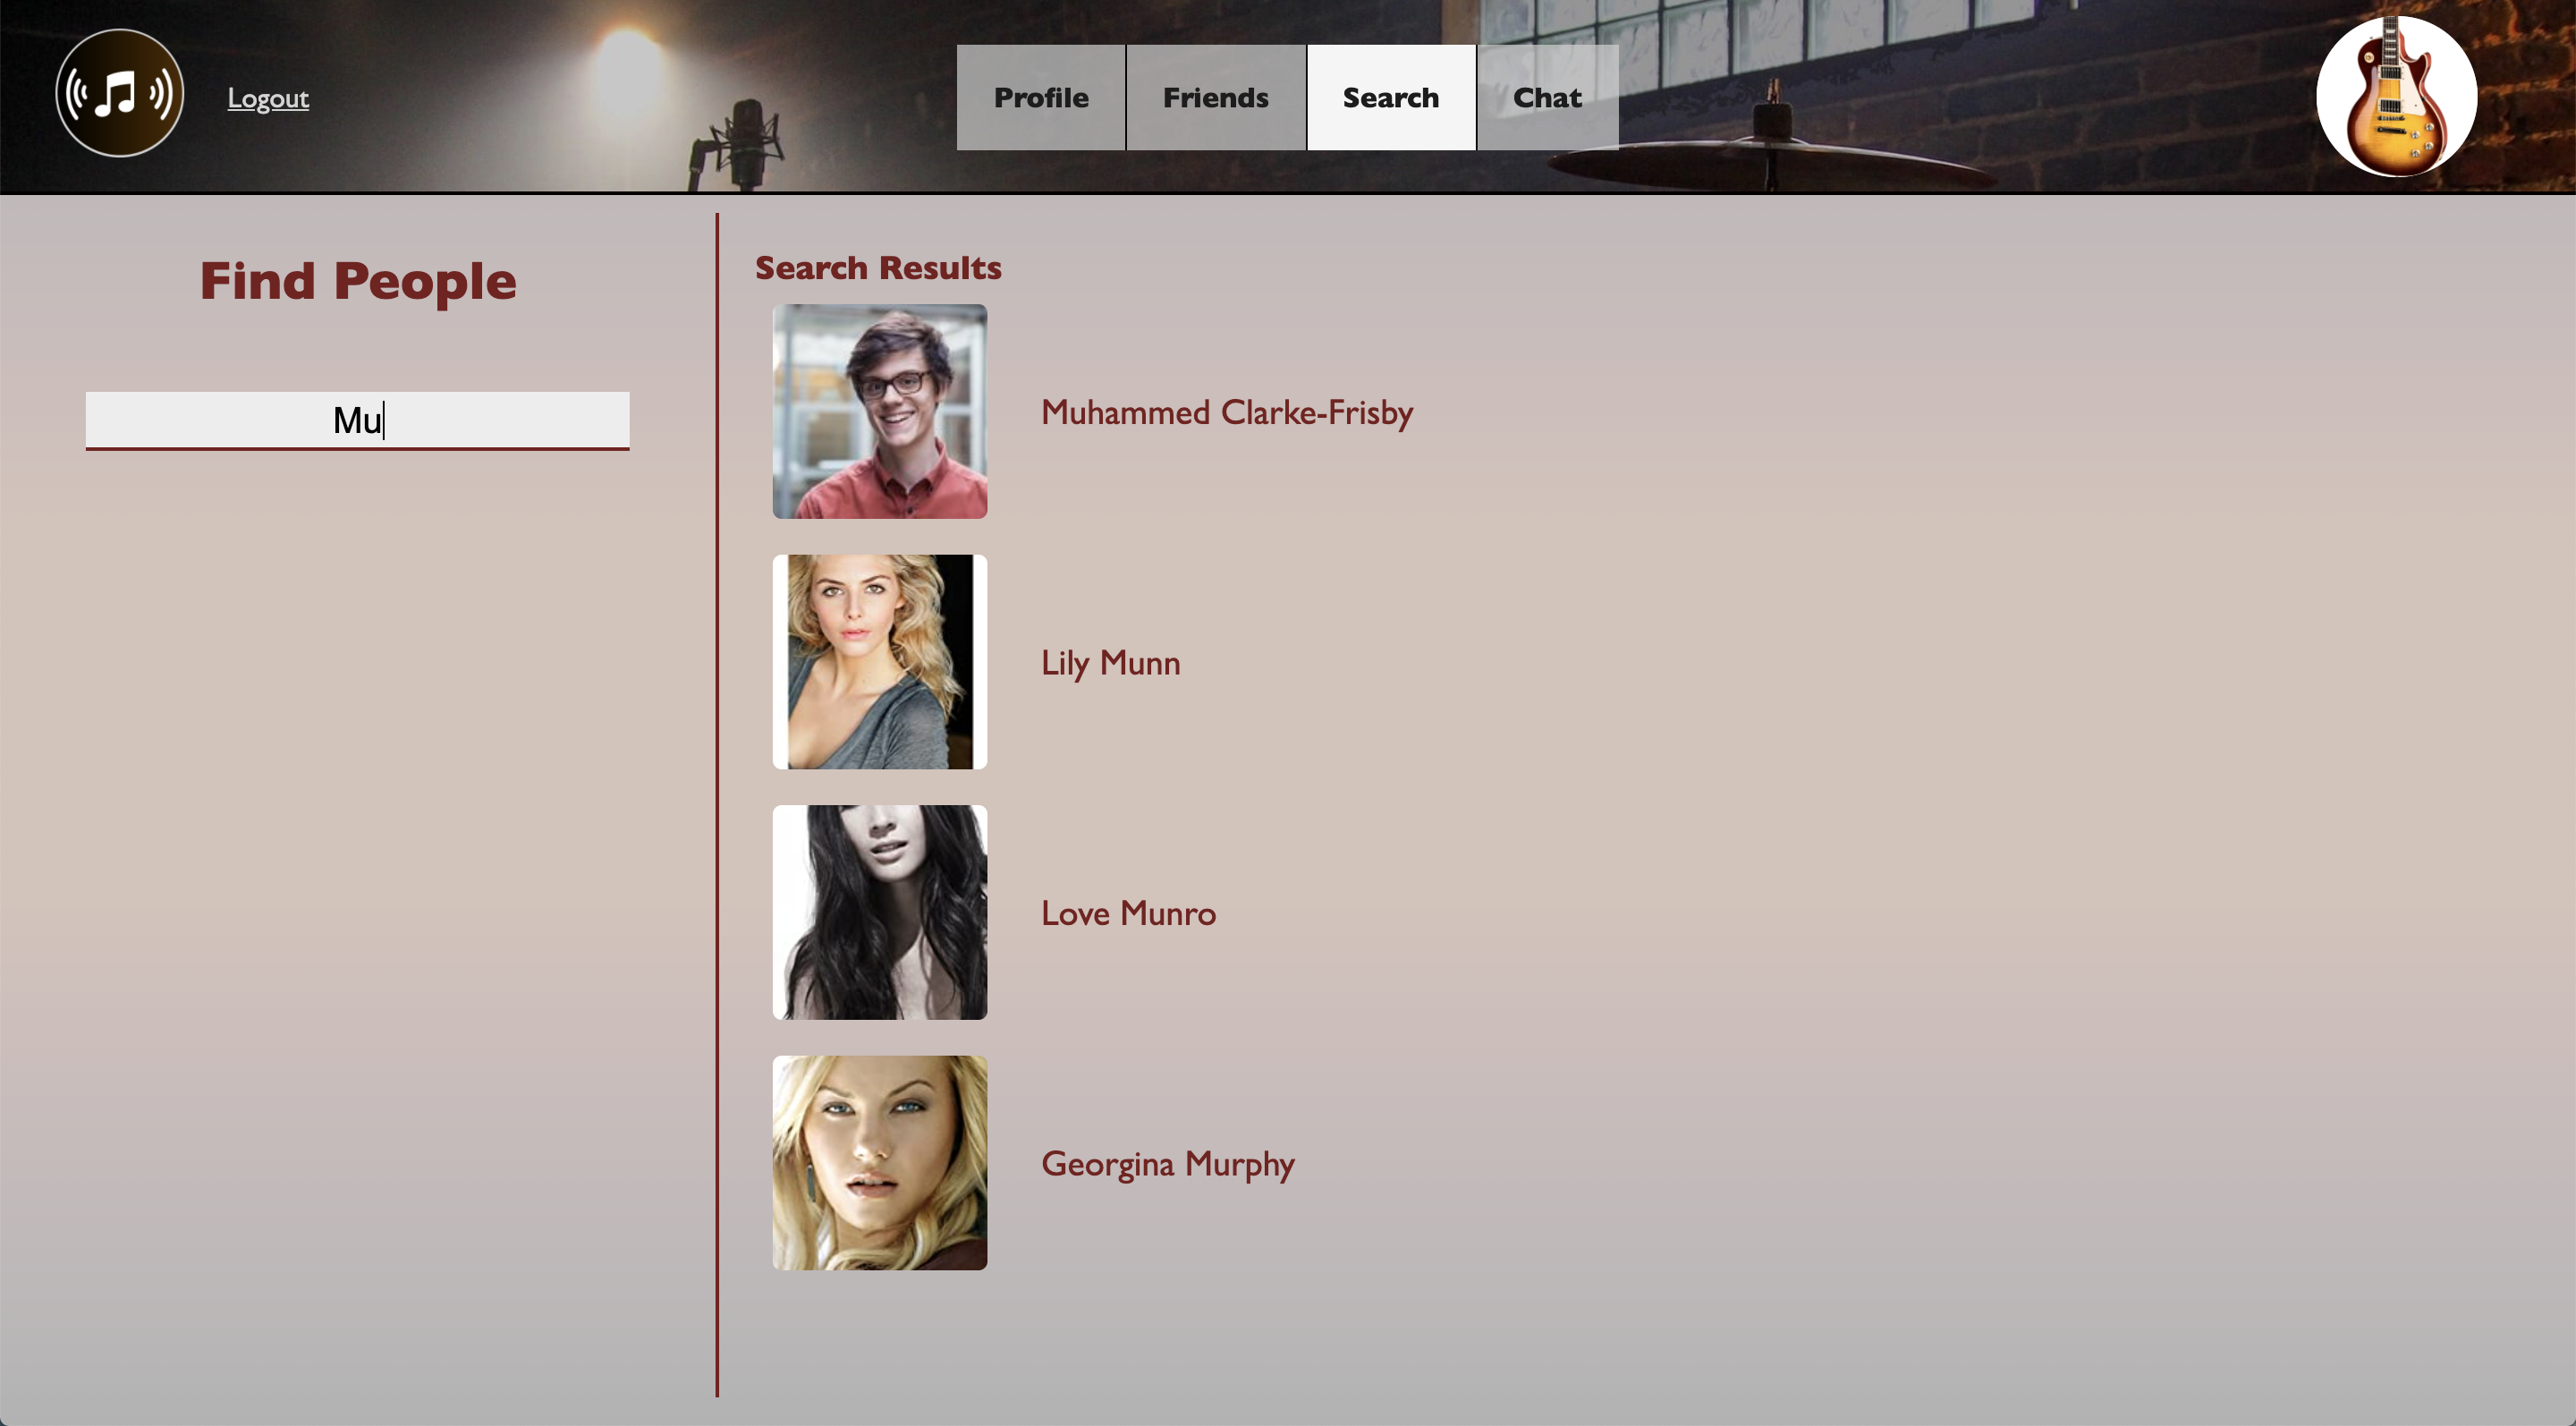 Logout
Profile
Friends
Search
Chat
Find People
Mu
Search Results
Muhammed Clarke-Frisby
Lily Munn
Love Munro
Georgina Murphy